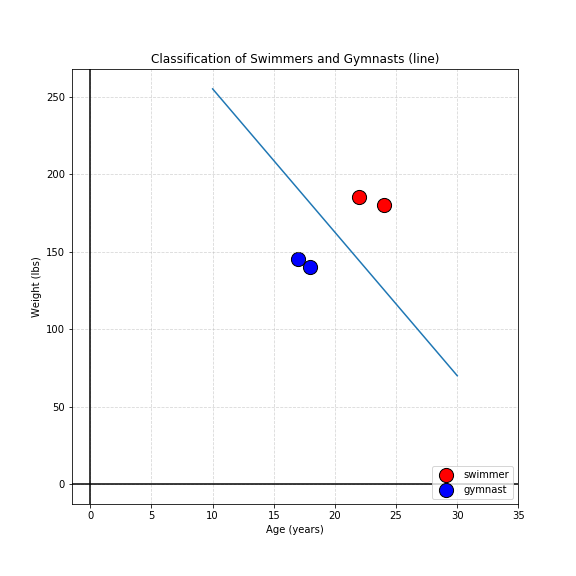 Classification of Swimmers and Gymnasts (line)
250
200
150
100
50
0
Weight (lbs)
0 5 10 15 20 25 30 35
Age (years)
swimmer
gymnast